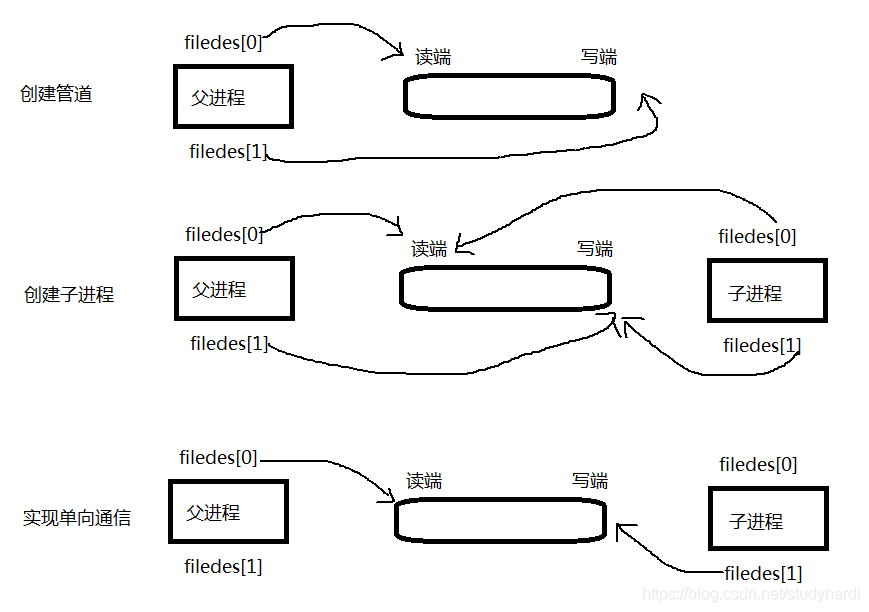 filedes[0]
读端
写端
创建管道
父进程
filedes[1]
filedes[0]
filedes[0]
读端
写端
创建子进程
父进程
子进程
filedes[1]
filedes[1]
filedes[0]
filedes[0]
读端
写端
实现单向通信
父进程
子进程
filedes[1]
filedes[1]
https://blog.csdn.net/studyhardi